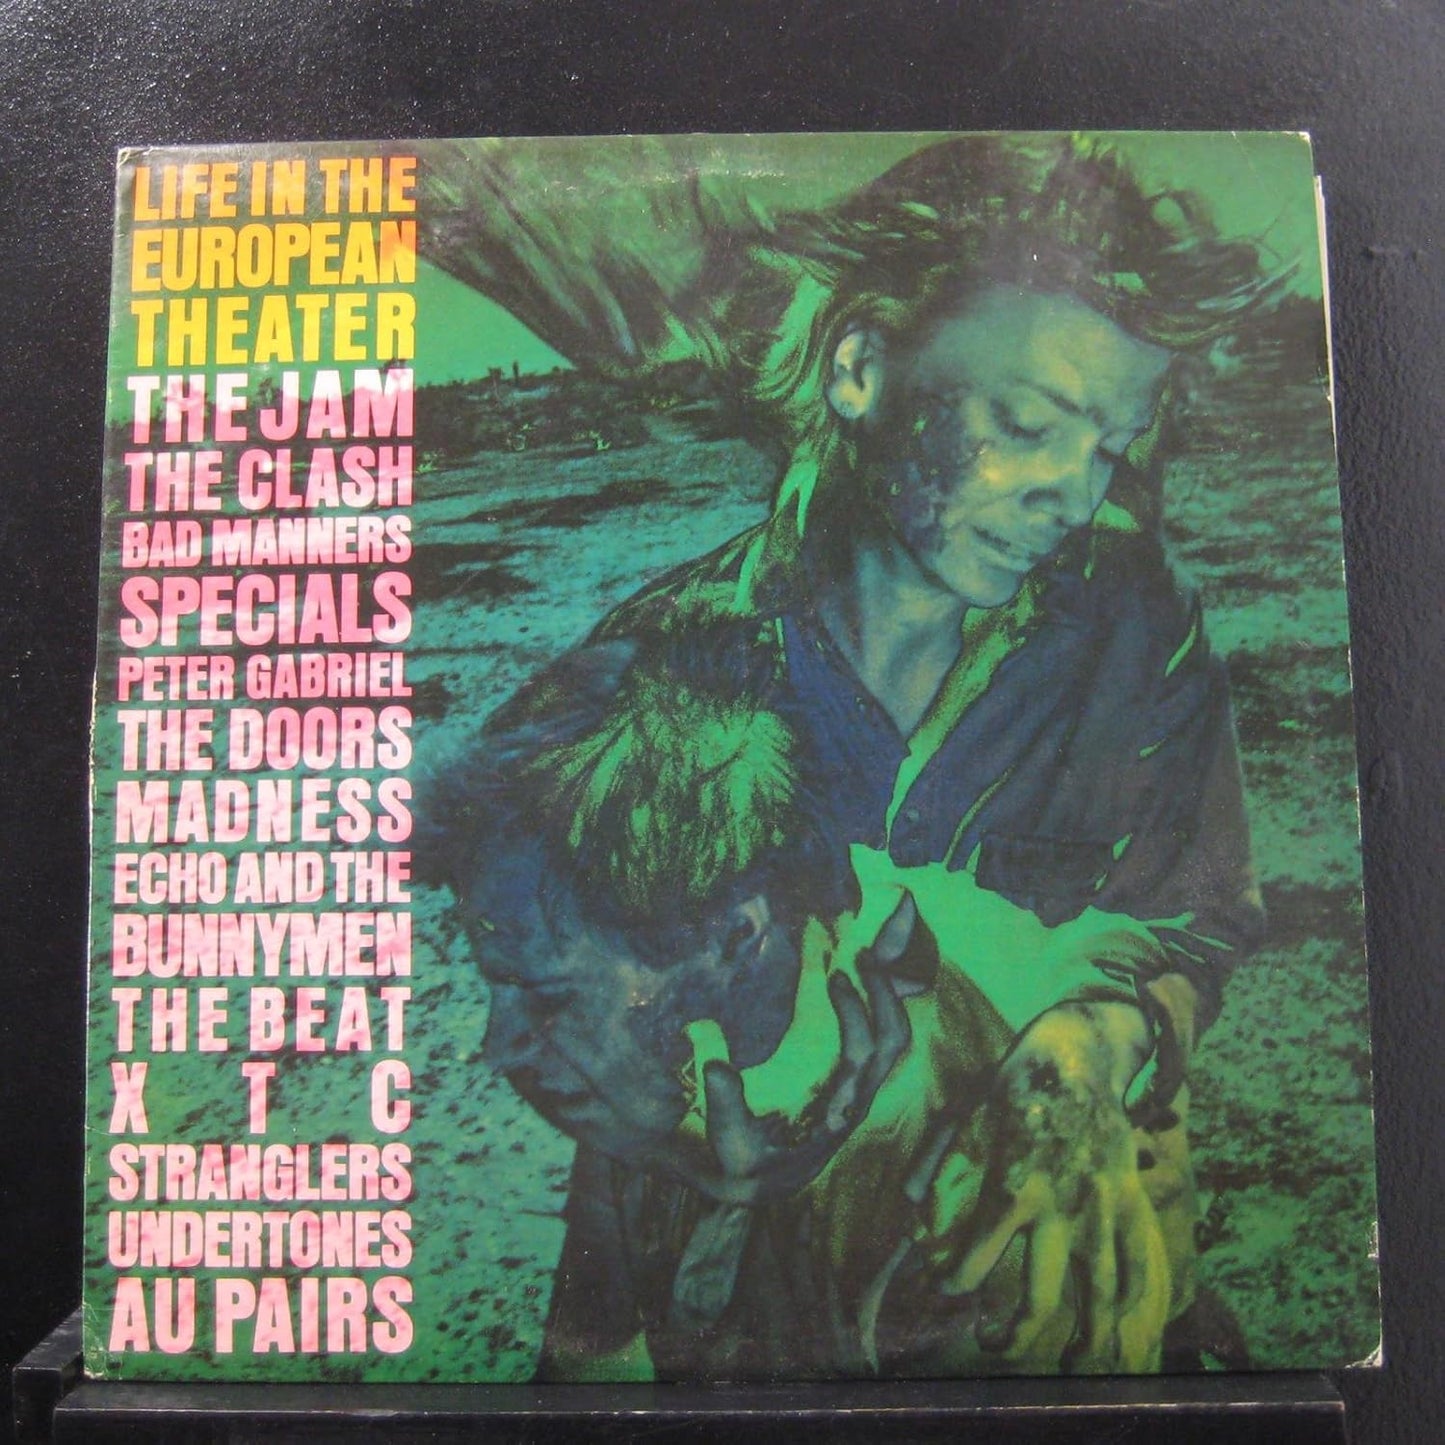 LIFE IN THE
EUROPEAN
THEATER
THE JAM
THE CLASH
BAD MANNERS
SPECIALS
PETER GABRIEL
THE DOORS
MADNESS
ECHO AND THE
BUNNYMEN
THE BEAT
X T C
STRANGLERS
UNDERTONES
AU PAIRS